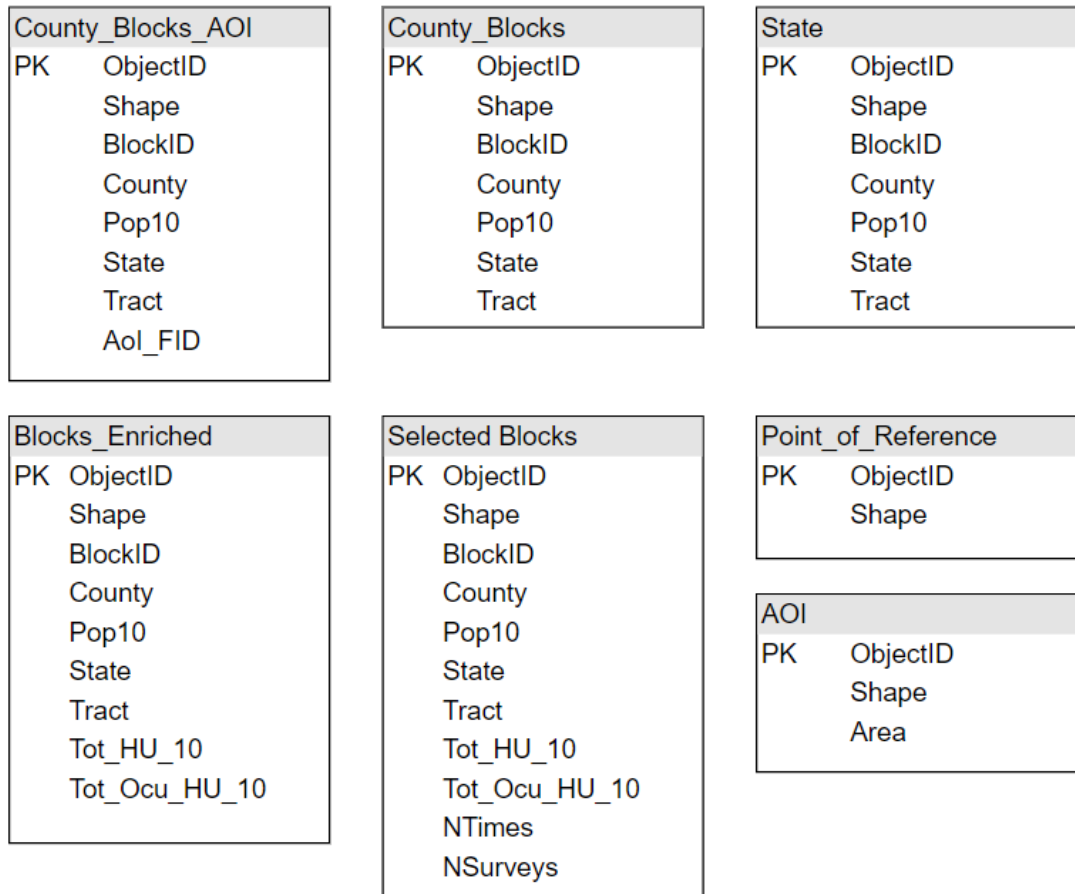 County_Blocks_AOI
PK ObjectID
Shape
BlockID
County
Pop10
State
Tract
AoI_FID
County_Blocks
PK ObjectID
Shape
BlockID
County
Pop10
State
Tract
State
PK ObjectID
Shape
BlockID
County
Pop10
State
Tract
Blocks_Enriched
PK ObjectID
Shape
BlockID
County
Pop10
State
Tract
Tot_HU_10
Tot_Ocu_HU_10
Selected Blocks
PK ObjectID
Shape
BlockID
County
Pop10
State
Tract
Tot_HU_10
Tot_Ocu_HU_10
NTimes
NSurveys
Point_of_Reference
PK ObjectID
Shape
AOI
PK ObjectID
Shape
Area